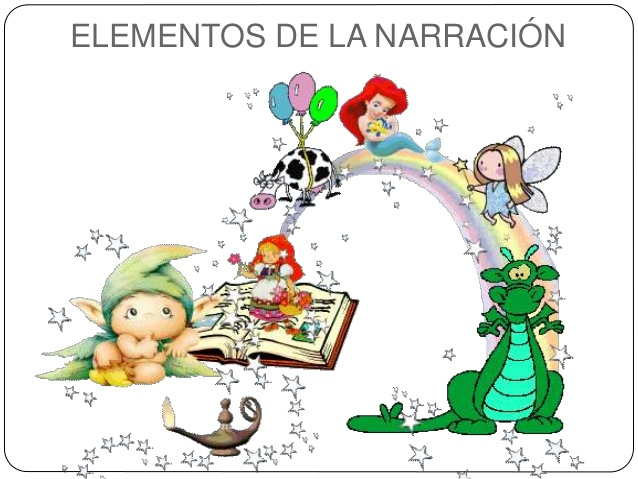 ELEMENTOS DE LA NARRACIÓN